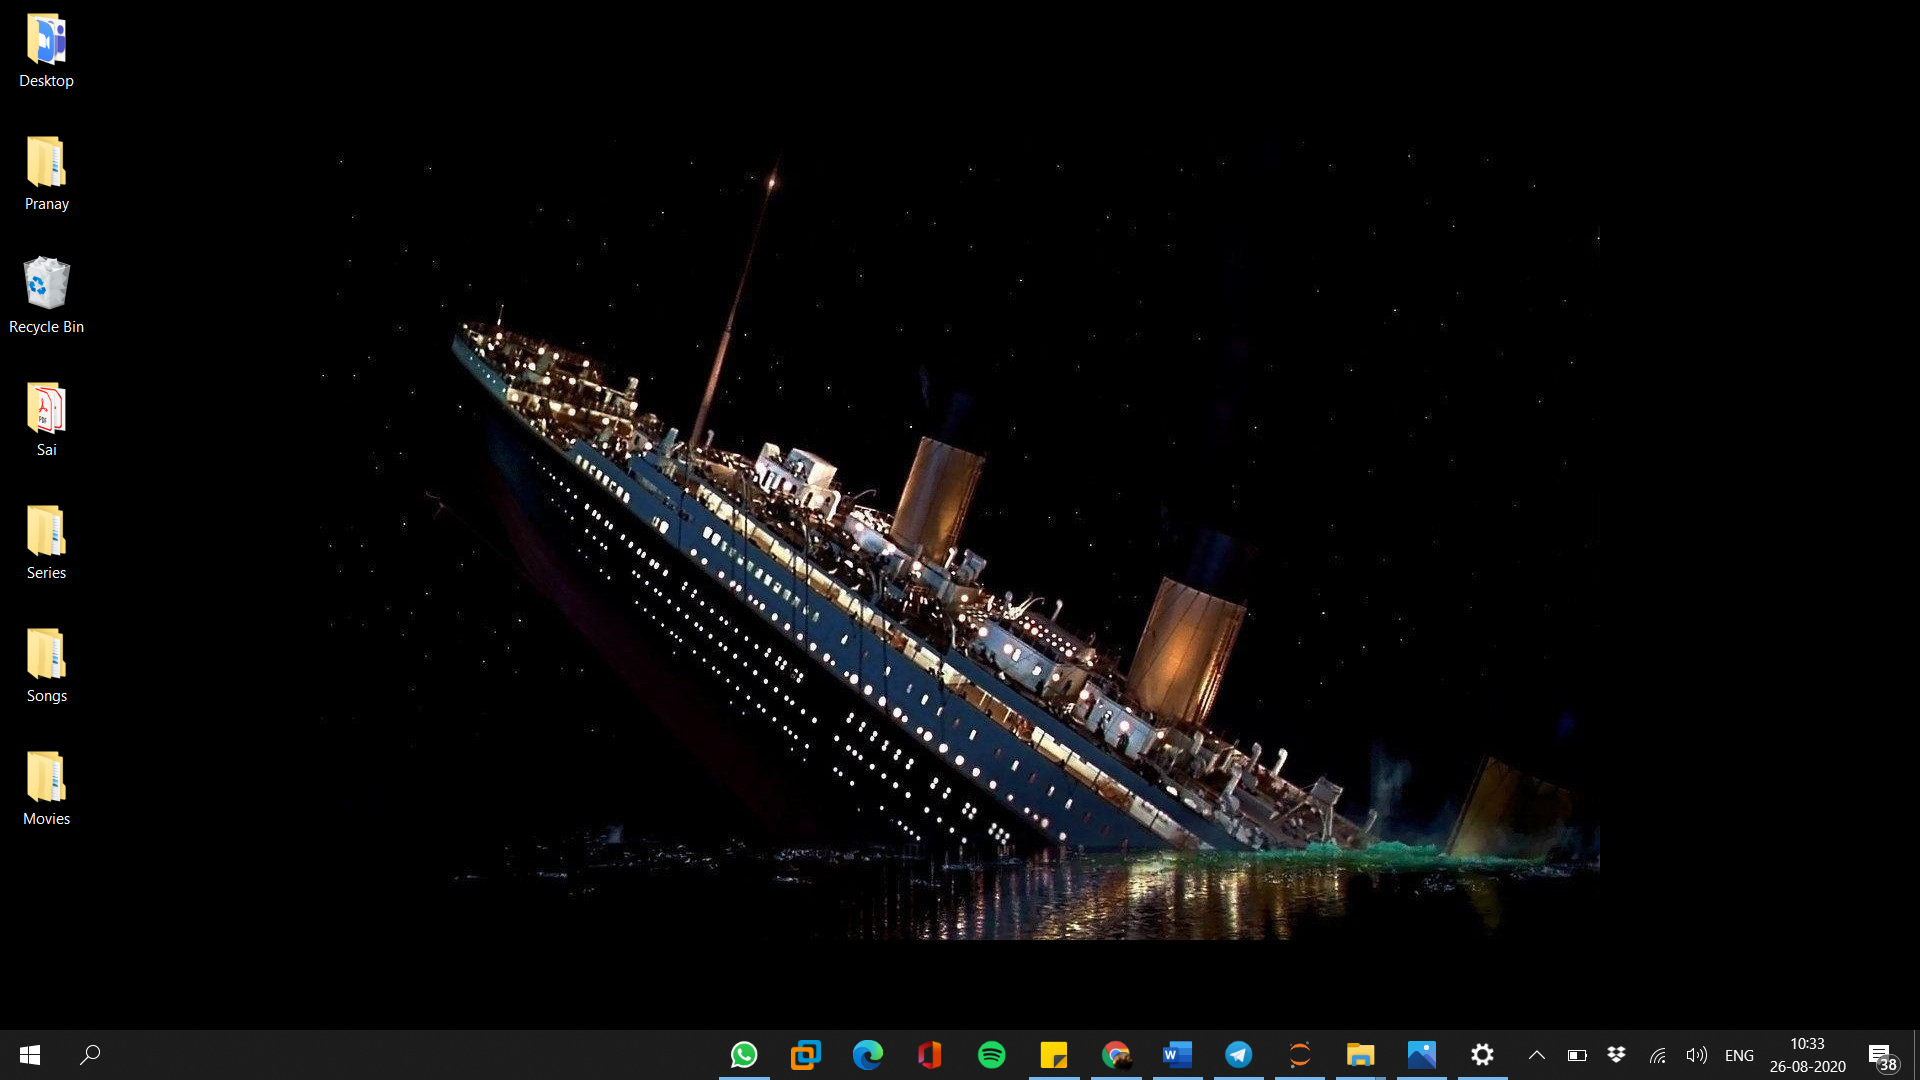 Desktop
Pranay
Recycle Bin
Sai
Series
Songs
Movies
ENG
10:33
26-08-2020
38